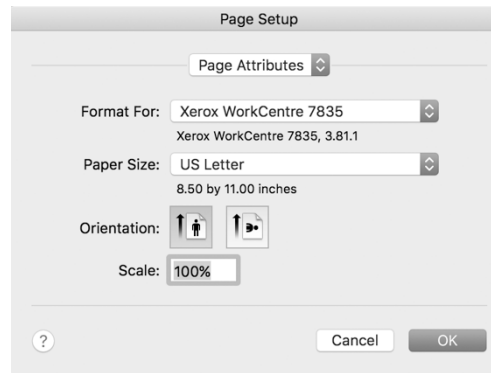 Page Setup
Page Attributes
Format For: Xerox WorkCentre 7835
Xerox WorkCentre 7835, 3.81.1
Paper Size: US Letter
8.50 by 11.00 inches
Orientation:
Scale: 100%
? Cancel OK